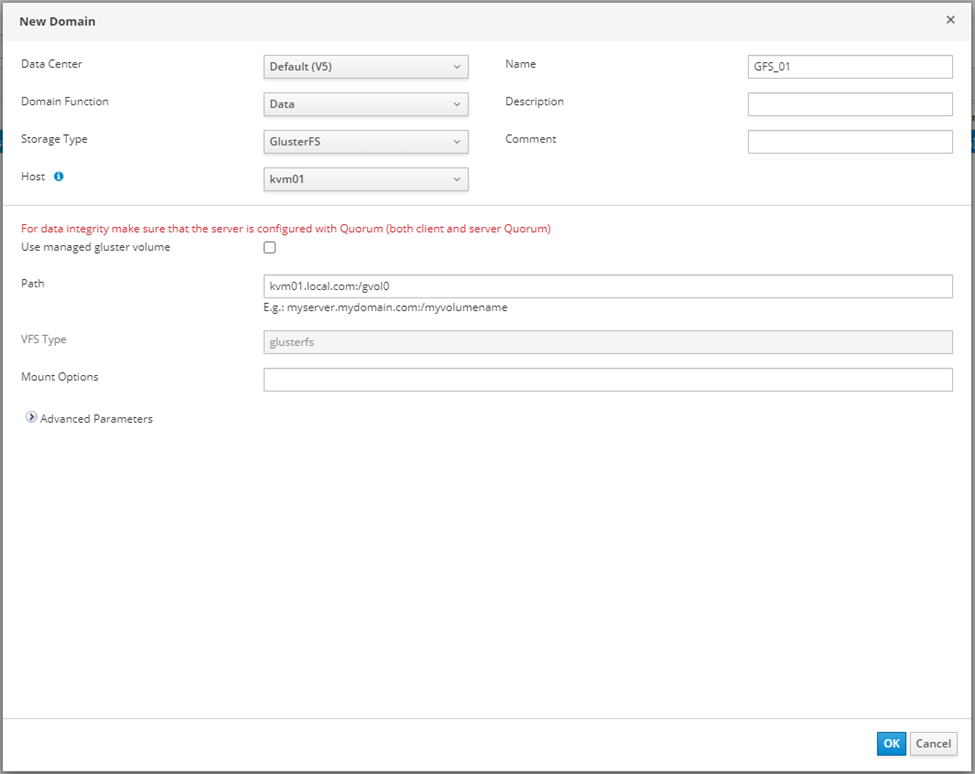 New Domain
Data Center Default (V5) Name GFS_01
Domain Function Data Description
Storage Type GlusterFS Comment
Host kvm01
For data integrity make sure that the server is configured with Quorum (both client and server Quorum)
Use managed gluster volume
Path kvm01.local.com:/gvol0
E.g.: myserver.mydomain.com:/myvolumename
VFS Type glusterfs
Mount Options
Advanced Parameters
OK Cancel